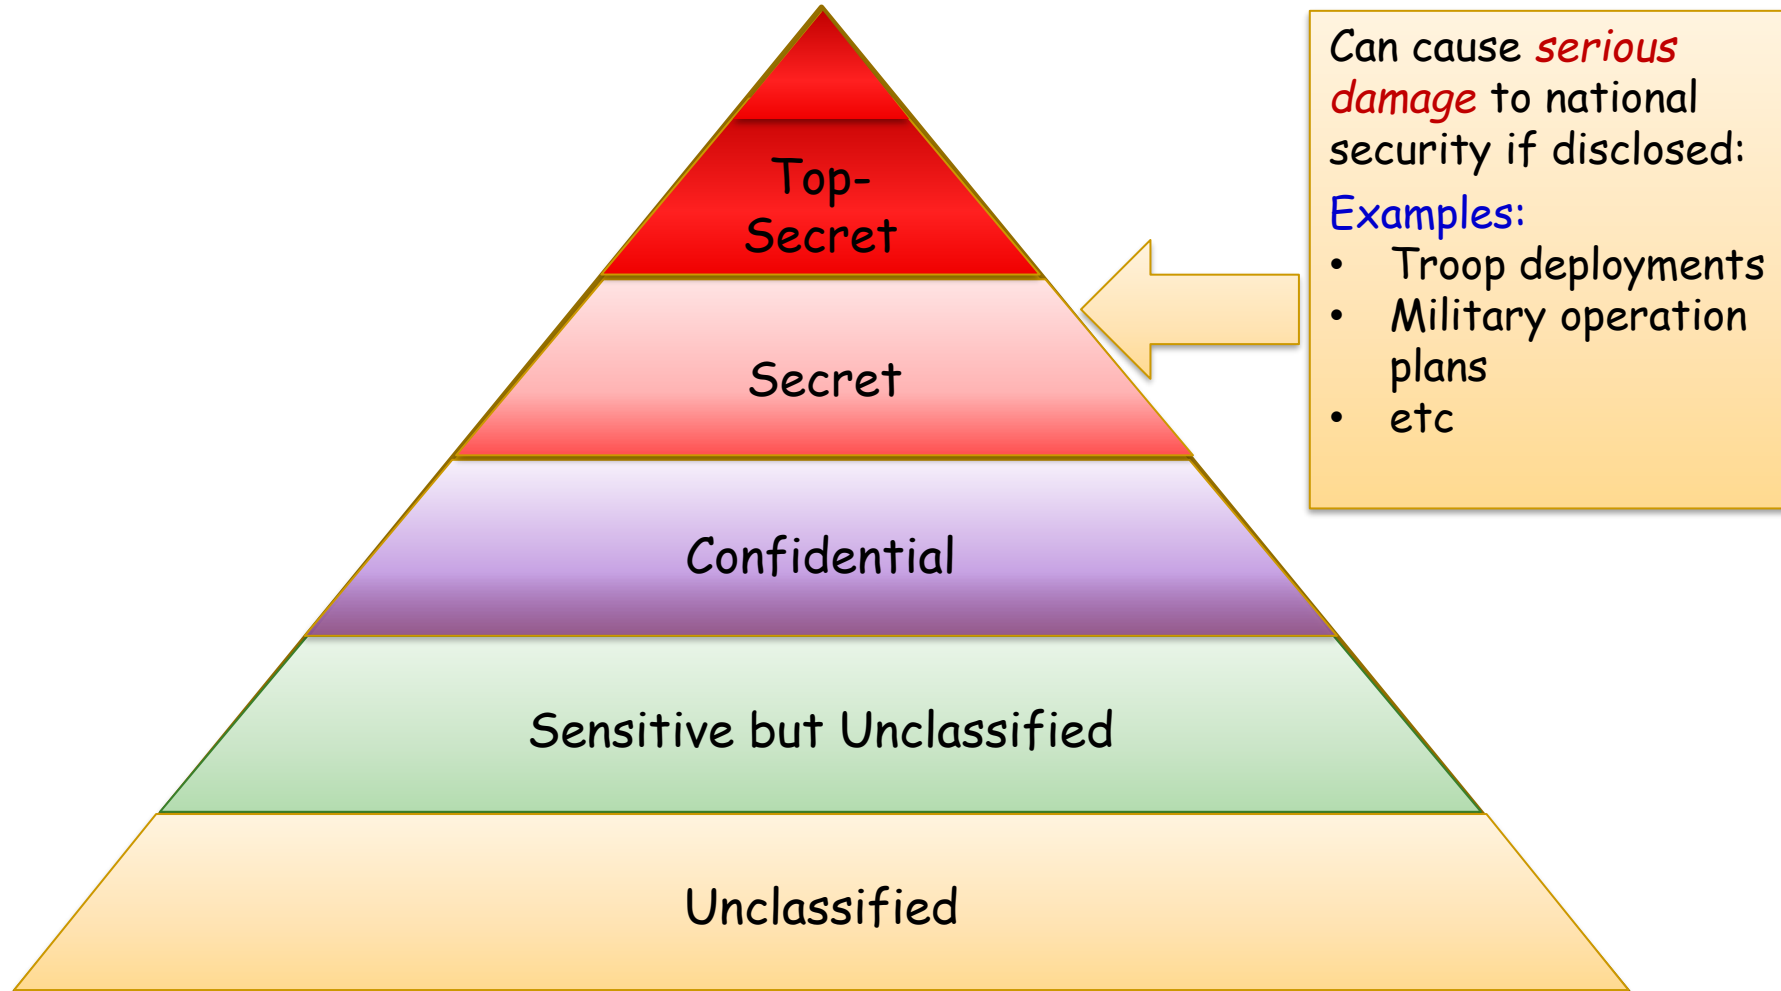 Top-
Secret
Secret
Confidential
Sensitive but Unclassified
Unclassified
Can cause serious
damage to national
security if disclosed:
Examples:
• Troop deployments
• Military operation
plans
• etc